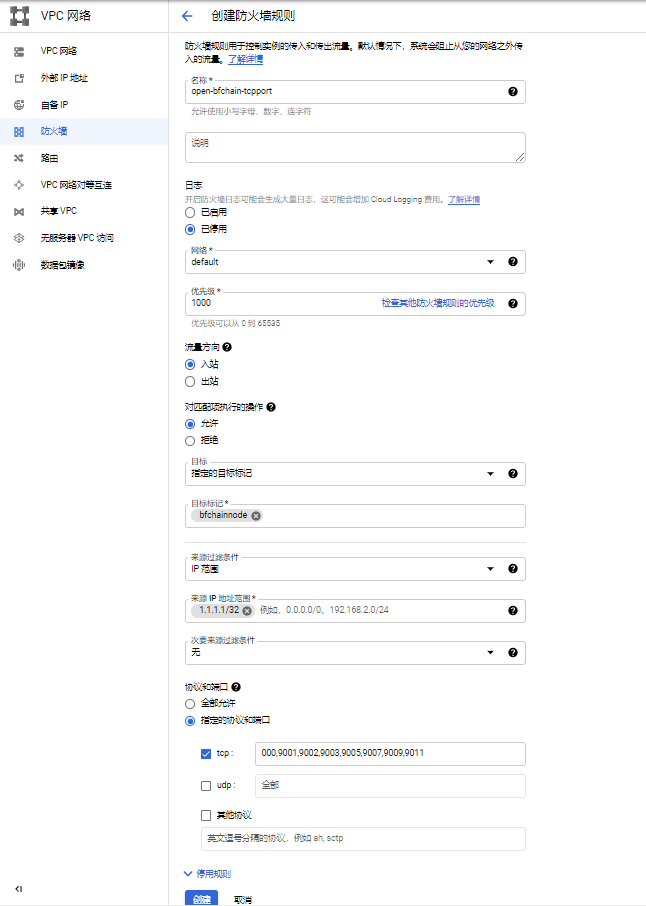 VPC 网络
创建防火墙规则
VPC 网络
外部 IP 地址
自备 IP
防火墙
路由
VPC 网络对等互连
共享 VPC
无服务器 VPC 访问
数据包镜像
防火墙规则用于控制实例的传入和传出流量。默认情况下，系统会阻止从您的网络之外传
入的流量。了解详情
名称 *
open-bfchain-tcpport
允许使用小写字母、数字、连字符
说明
日志
开启防火墙日志可能会生成大量日志，这可能会增加 Cloud Logging 费用。了解详情
已启用
已停用
网络 *
default
优先级 *
1000 检查其他防火墙规则的优先级
优先级可以从 0 到 65535
流量方向
入站
出站
对匹配项执行的操作
允许
拒绝
目标
指定的目标标记
目标标记 *
bfchainnode
来源过滤条件
IP 范围
来源 IP 地址范围 *
1.1.1.1/32 例如，0.0.0.0/0、192.168.2.0/24
次要来源过滤条件
无
协议和端口
全部允许
指定的协议和端口
tcp : 000,9001,9002,9003,9005,9007,9009,9011
udp : 全部
其他协议
英文逗号分隔的协议，例如 ah, sctp
停用规则
创建 取消